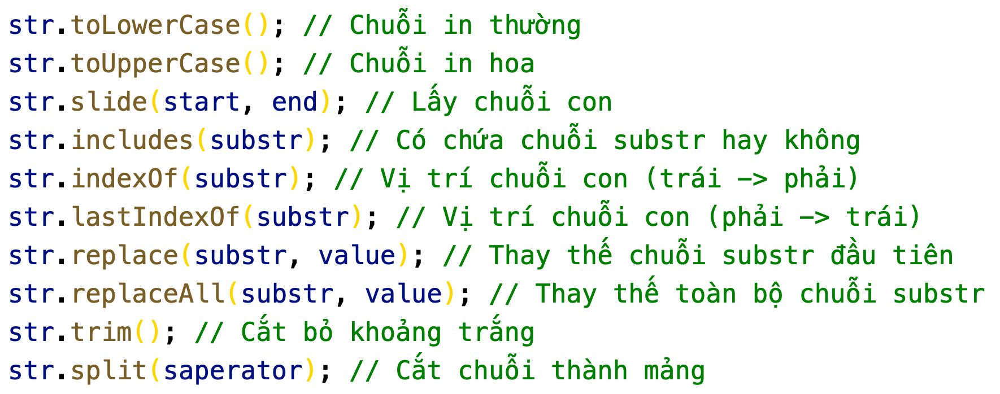 str.toLowerCase(); // Chuỗi in thường
str.toUpperCase(); // Chuỗi in hoa
str.slide(start, end); // Lấy chuỗi con
str.includes(substr); // Có chứa chuỗi substr hay không
str.indexOf(substr); // Vị trí chuỗi con (trái -> phải)
str.lastIndexOf(substr); // Vị trí chuỗi con (phải -> trái)
str.replace(substr, value); // Thay thế chuỗi substr đầu tiên
str.replaceAll(substr, value); // Thay thế toàn bộ chuỗi substr
str.trim(); // Cắt bỏ khoảng trắng
str.split(saperator); // Cắt chuỗi thành mảng